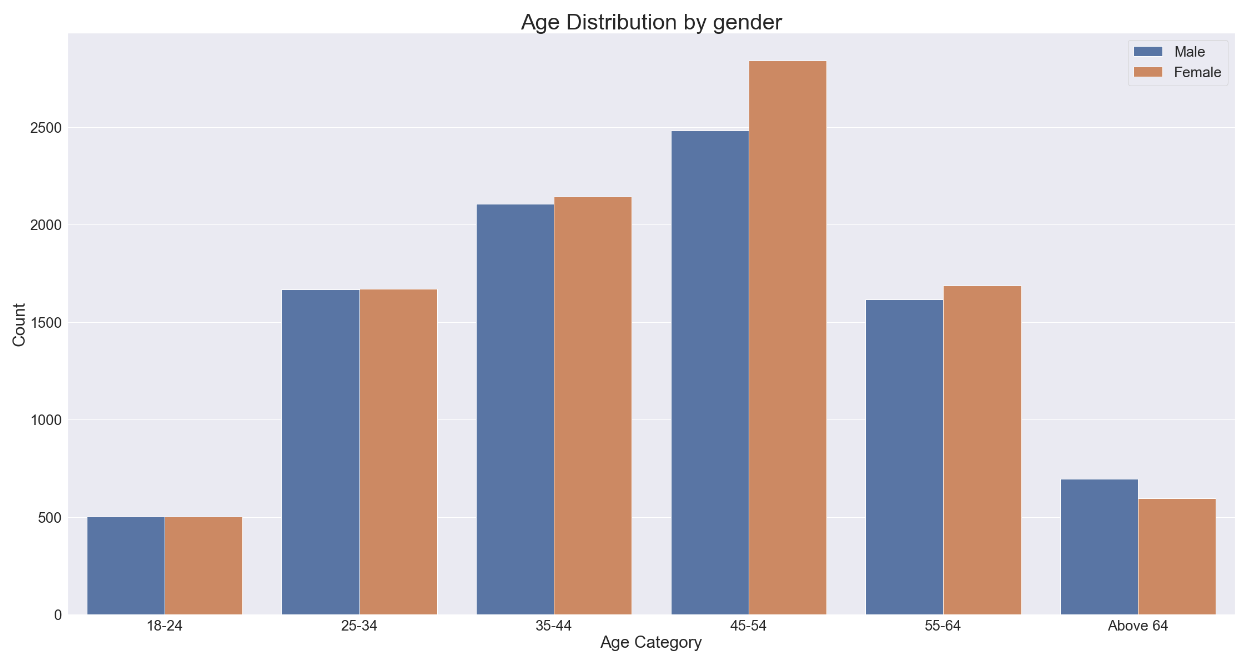 Age Distribution by gender
Male
Female
2500
2000
1500
1000
500
0
Count
18-24
25-34
35-44
45-54
55-64
Above 64
Age Category